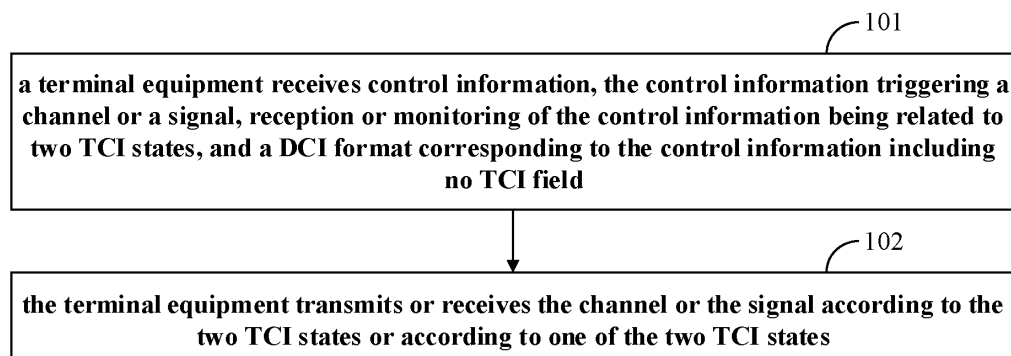 101
a terminal equipment receives control information, the control information triggering a
channel or a signal, reception or monitoring of the control information being related to
two TCI states, and a DCI format corresponding to the control information including
no TCI field
102
the terminal equipment transmits or receives the channel or the signal according to the
two TCI states or according to one of the two TCI states